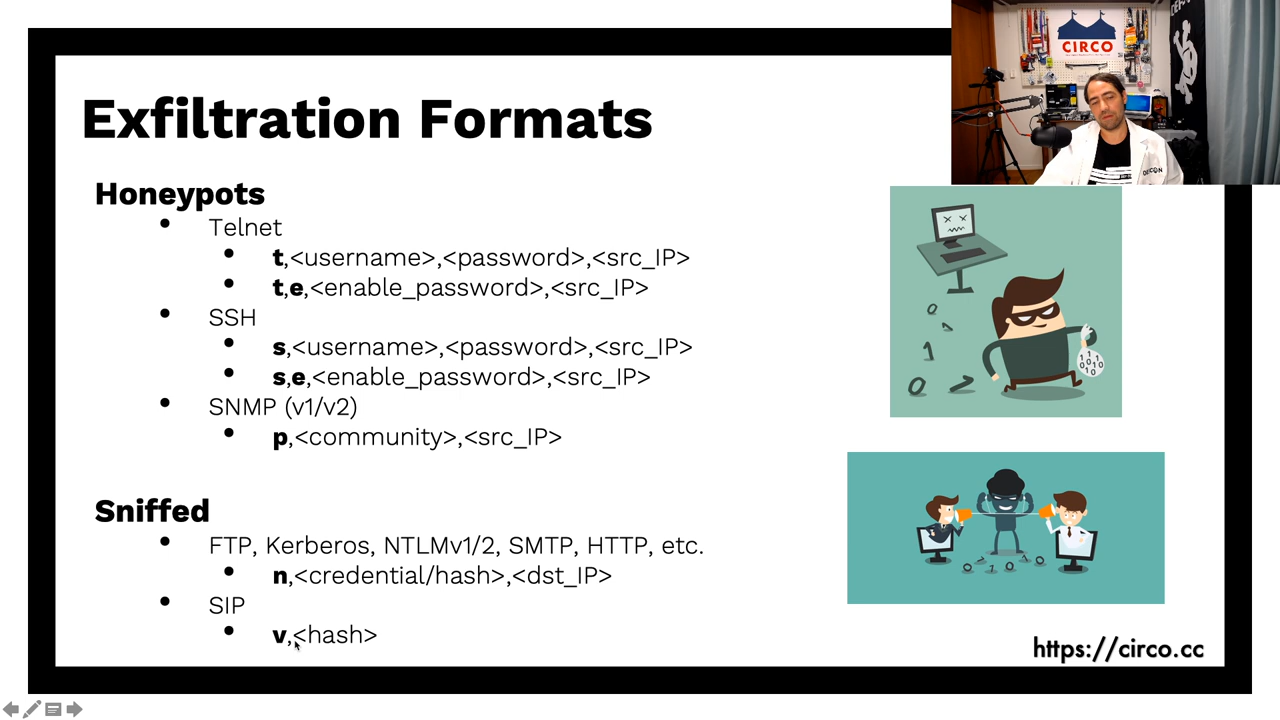 Exfiltration Formats
CIRCO
Honeypots
• Telnet
• t,<username>,<password>,<src_IP>
• t,e,<enable_password>,<src_IP>
• SSH
• s,<username>,<password>,<src_IP>
• s,e,<enable_password>,<src_IP>
• SNMP (v1/v2)
• p,<community>,<src_IP>
Sniffed
• FTP, Kerberos, NTLMv1/2, SMTP, HTTP, etc.
• n,<credential/hash>,<dst_IP>
• SIP
• v,<hash>
https://circo.cc